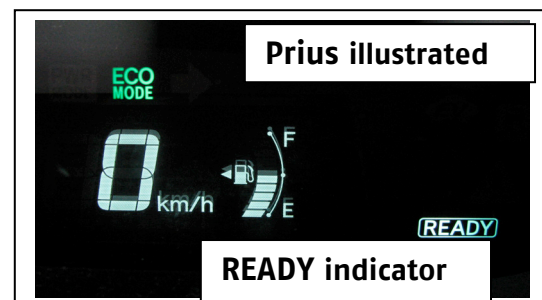 Prius illustrated
ECO
MODE
F
0 km/h
E
READY
READY indicator